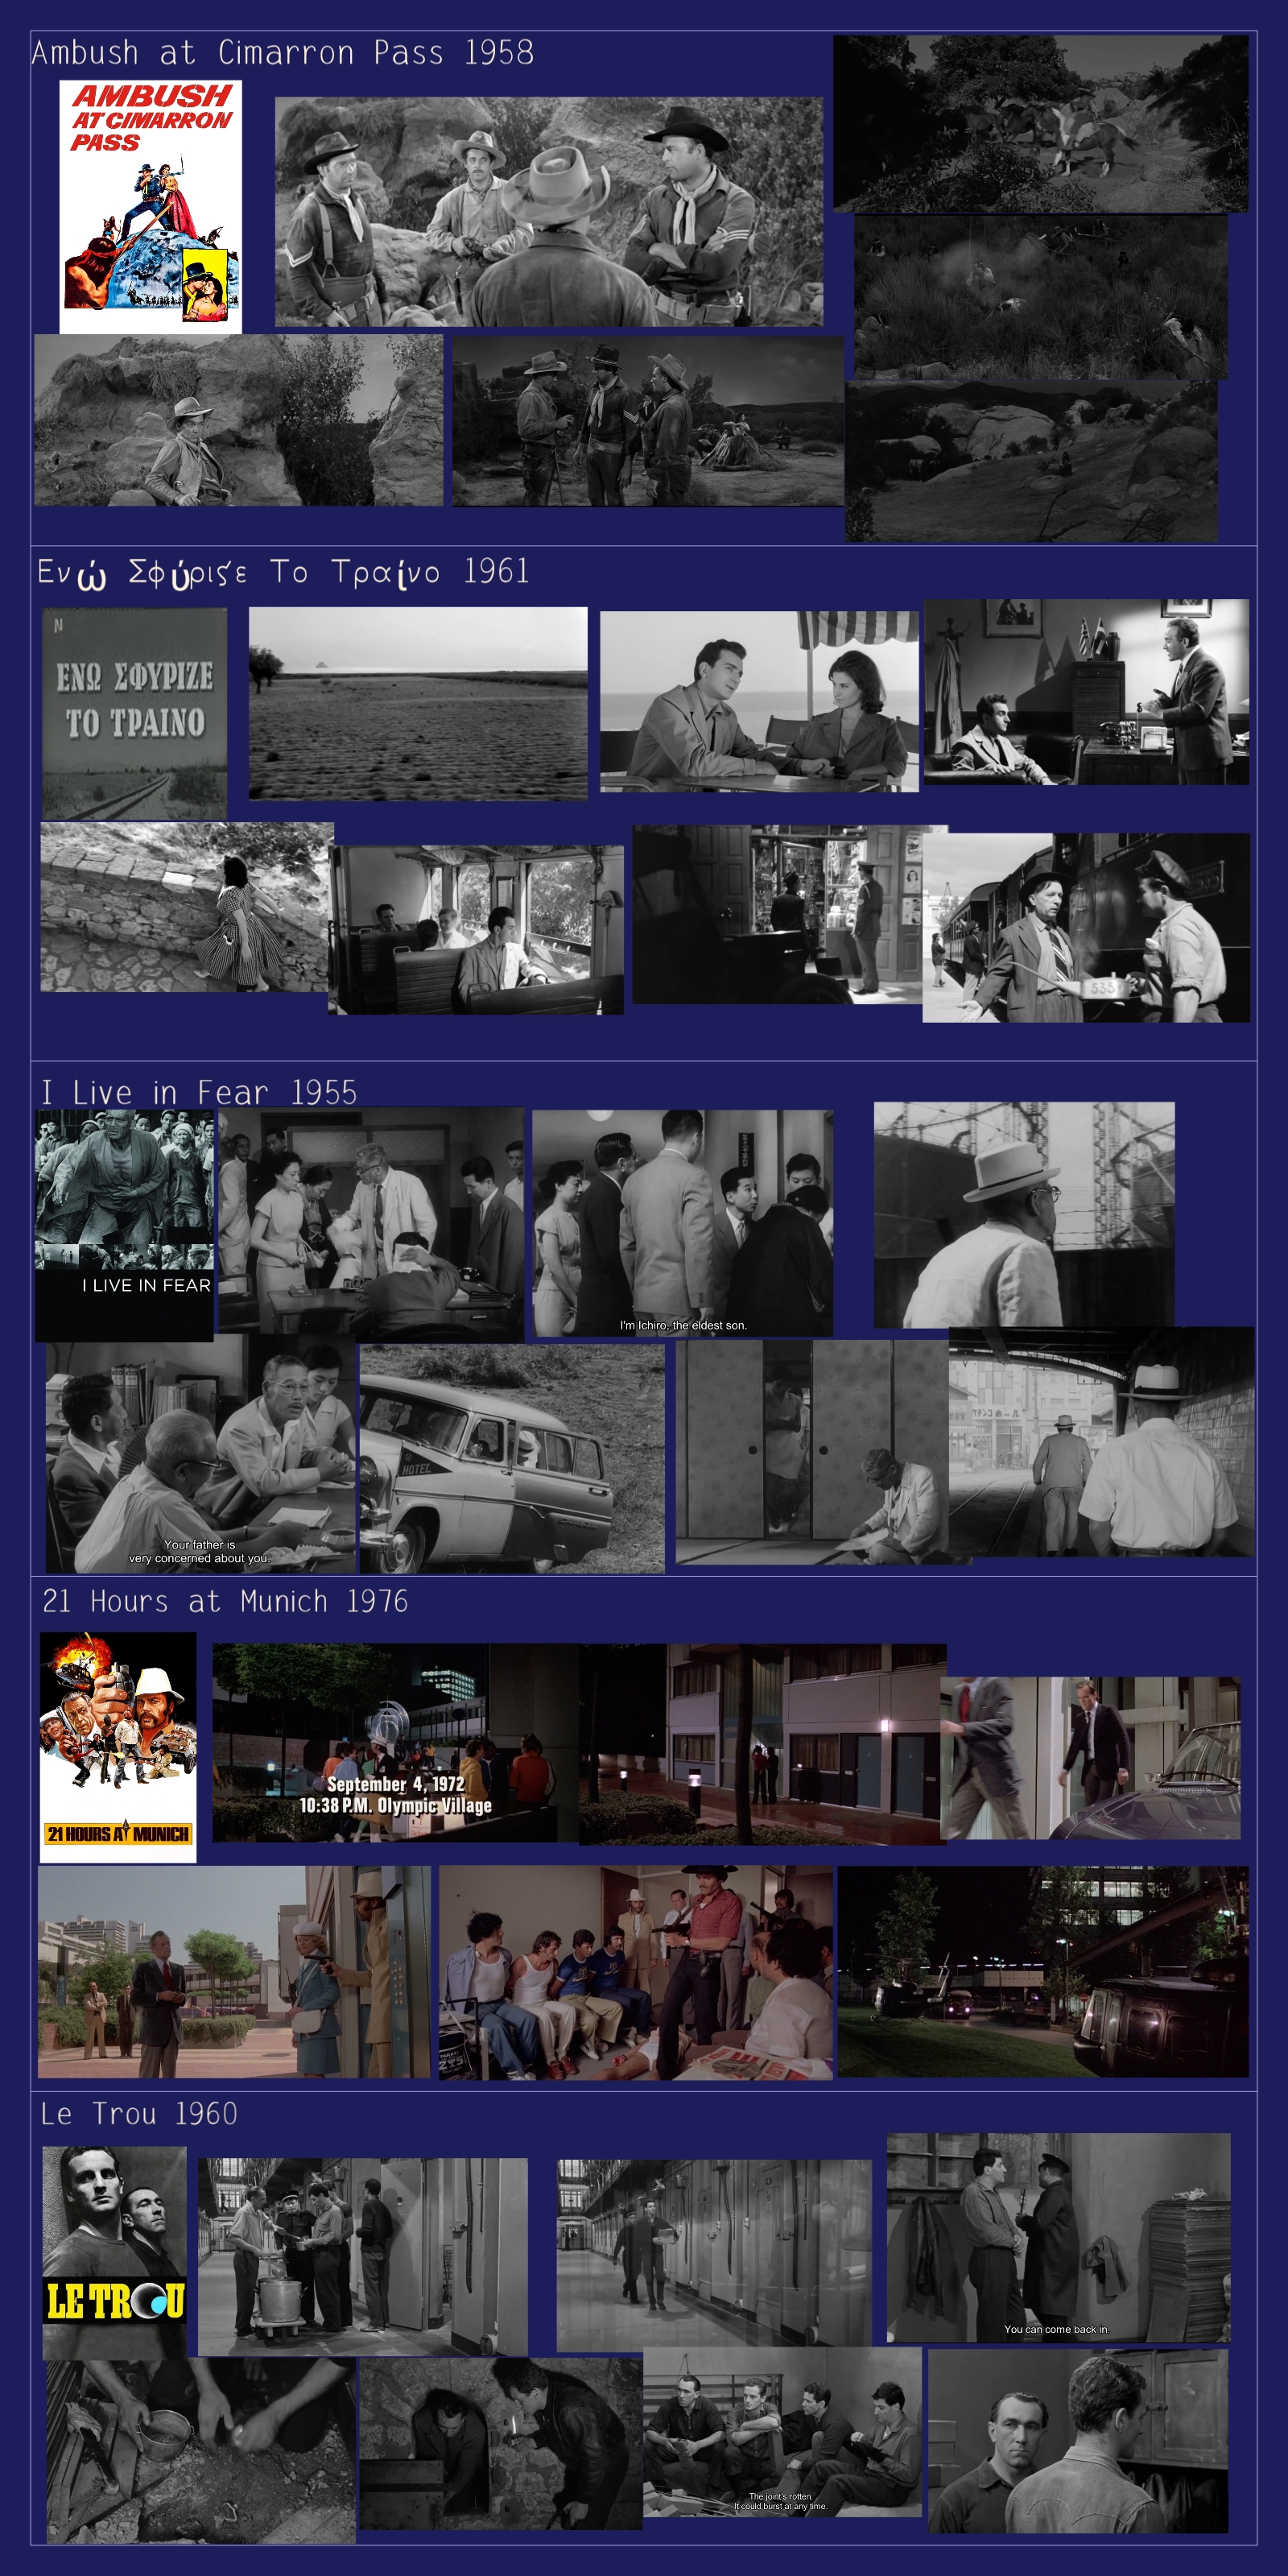 Ambush at Cimarron Pass 1958
AMBUSH
AT CIMARRON
PASS
Ενώ Σφύριζε Το Τραίνο 1961
N
ΕΝΩ ΣΦΥΡΙΖΕ
ΤΟ ΤΡΑΙΝΟ
535
I Live in Fear 1955
I LIVE IN FEAR
I'm Ichiro, the eldest son.
Your father is
very concerned about you.
HOTEL
21 Hours at Munich 1976
21 HOURS AT MUNICH
September 4, 1972
10:38 P.M. Olympic Village
Le Trou 1960
LE TROU
You can come back in.
The joint's rotten.
It could burst at any time.